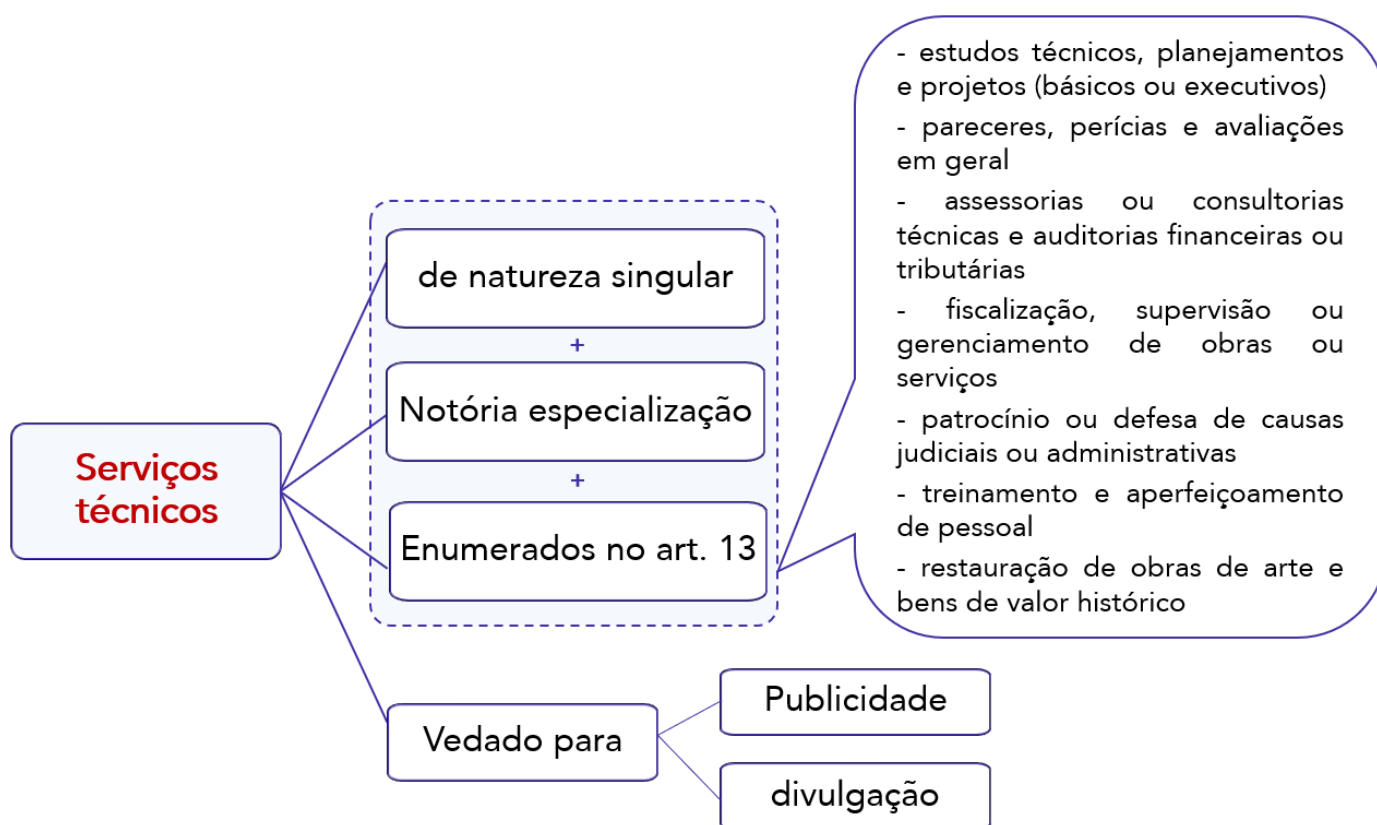 - estudos técnicos, planejamentos
e projetos (básicos ou executivos)
- pareceres, perícias e avaliações
em geral
- assessorias ou consultorias
técnicas e auditorias financeiras ou
tributárias
- fiscalização, supervisão ou
gerenciamento de obras ou
serviços
- patrocínio ou defesa de causas
judiciais ou administrativas
- treinamento e aperfeiçoamento
de pessoal
- restauração de obras de arte e
bens de valor histórico
de natureza singular
+
Notória especialização
+
Enumerados no art. 13
Serviços
técnicos
Vedado para
Publicidade
divulgação